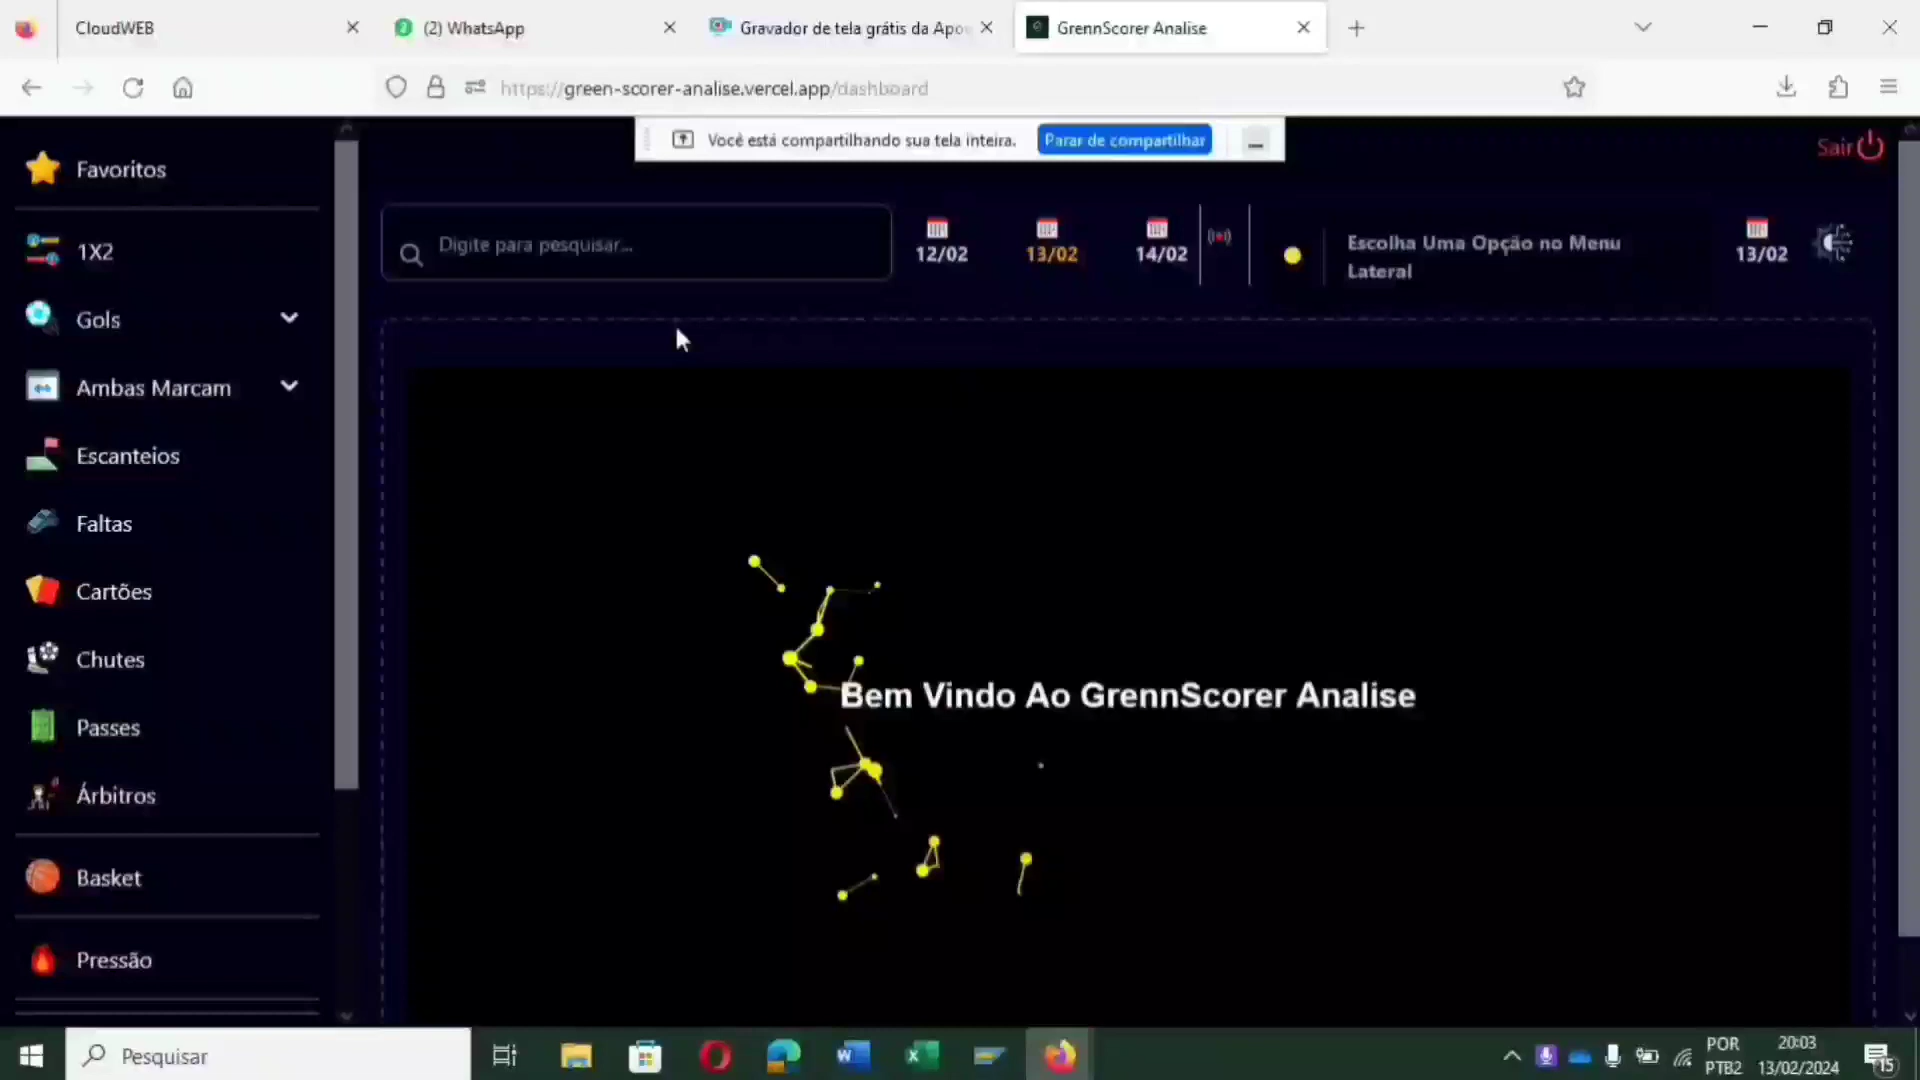 CloudWEB
(2) WhatsApp
Gravador de tela grátis da Apow
GrennScorer Analise
https://green-scorer-analise.vercel.app/dashboard
Você está compartilhando sua tela inteira.
Parar de compartilhar
Sair
Favoritos
1X2
Gols
Ambas Marcam
Escanteios
Faltas
Cartões
Chutes
Passes
Árbitros
Basket
Pressão
Digite para pesquisar...
12/02
13/02
14/02
Escolha Uma Opção no Menu
Lateral
13/02
Bem Vindo Ao GrennScorer Analise
Pesquisar
POR
PTB2
20:03
13/02/2024
15